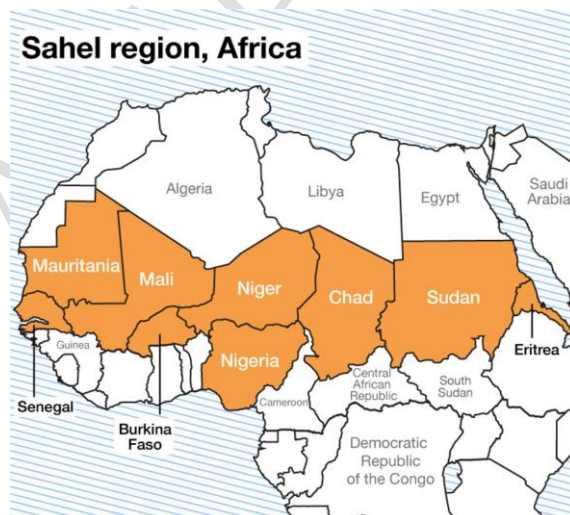 Sahel region, Africa
Algeria
Libya
Egypt
Saudi
Arabia
Mauritania
Mali
Niger
Chad
Sudan
Eritrea
Guinea
Nigeria
Senegal
Burkina
Faso
Cameroon
Central
African
Republic
South
Sudan
Democratic
Republic
of the Congo